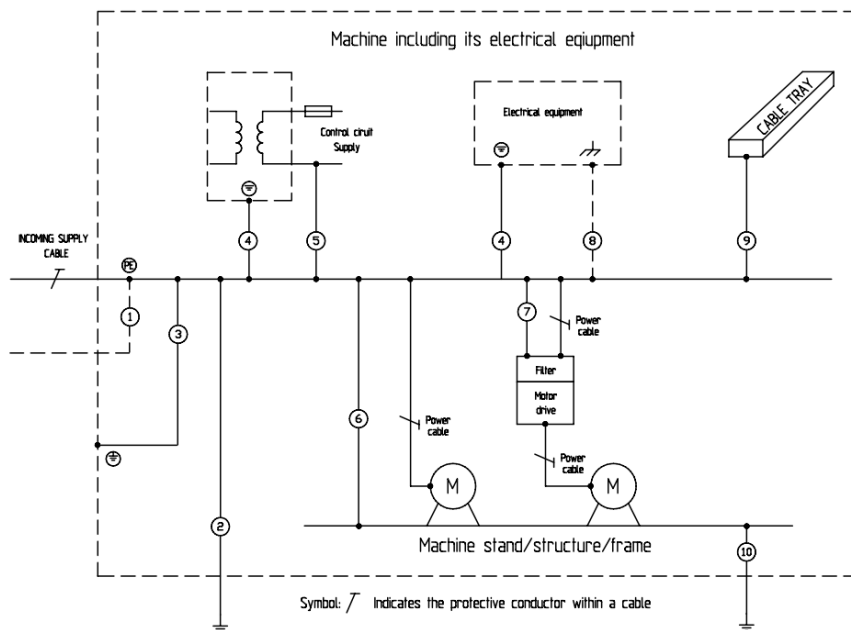 Machine including its electrical eqiupment
CABLE TRAY
Electrical equipment
Control ciruit
Supply
INCOMING SUPPLY
CABLE
4
5
4
8
9
PE
1
3
7
Power
cable
Filter
Motor
drive
6
Power
cable
Power
cable
M
M
2
Machine stand/structure/frame
10
Symbol: Indicates the protective conductor within a cable